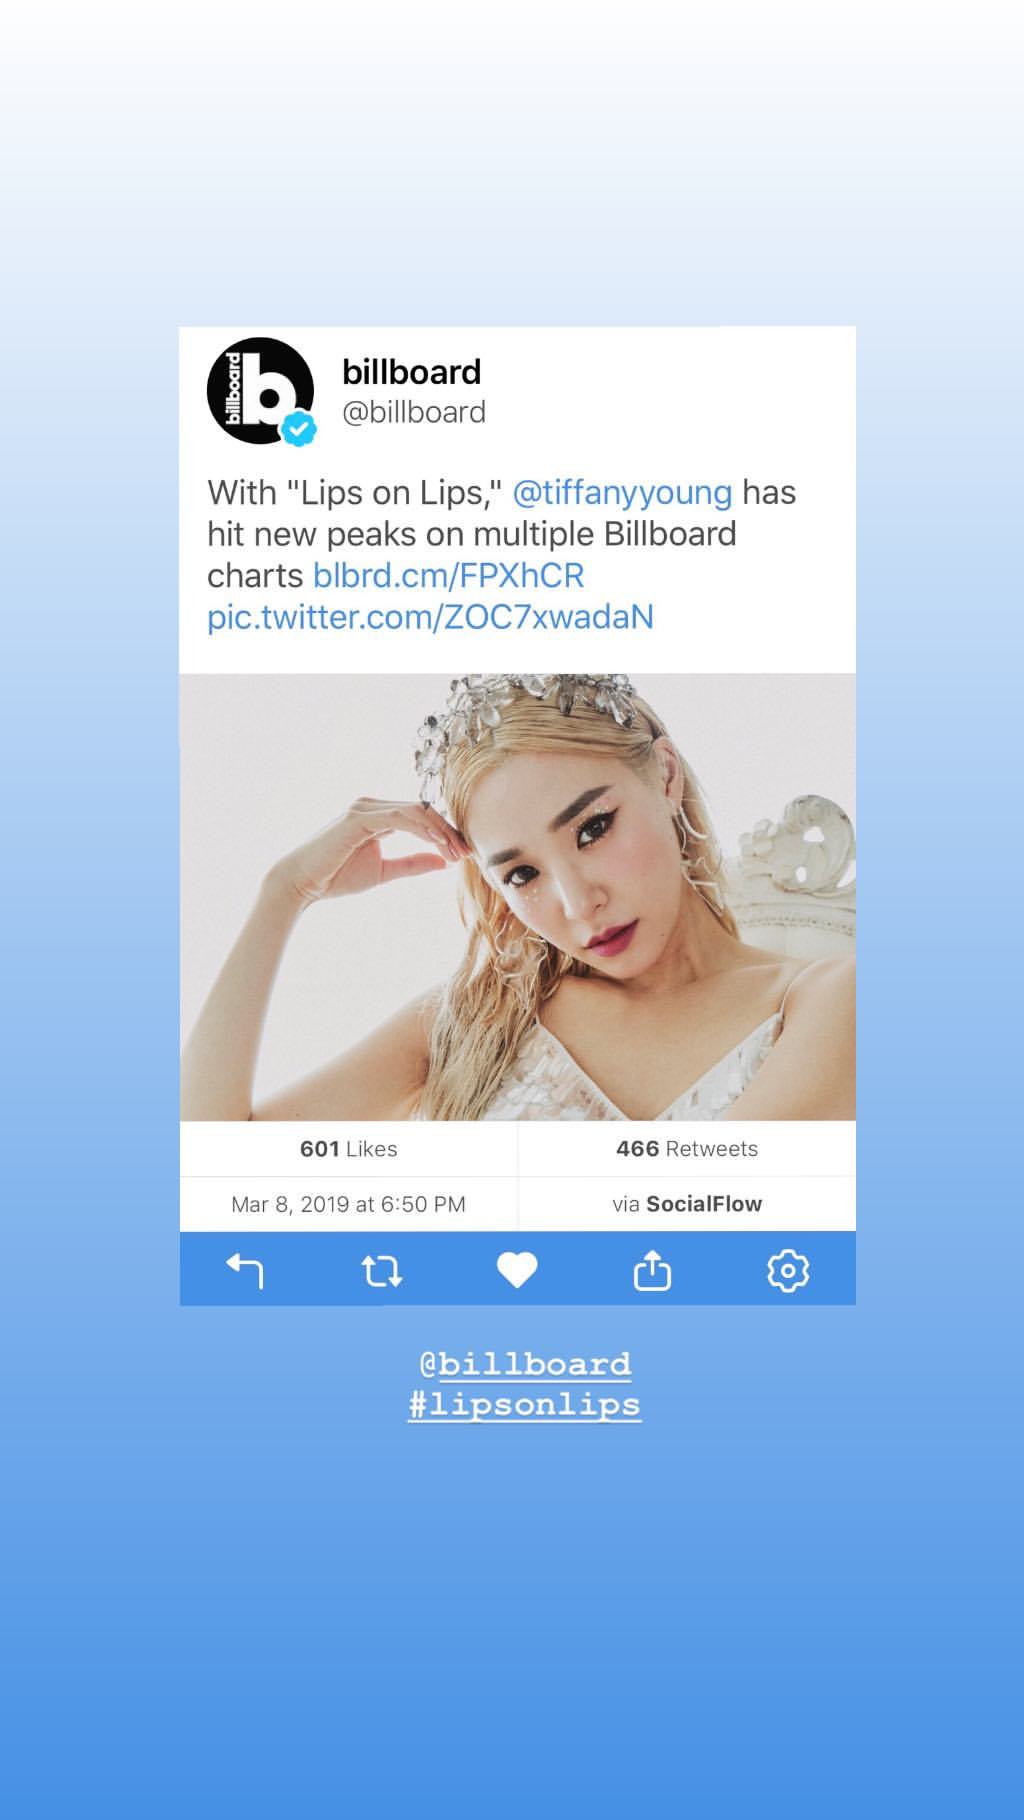 billboard
billboard
@billboard
With "Lips on Lips," @tiffanyyoung has
hit new peaks on multiple Billboard
charts blbrd.cm/FPXhCR
pic.twitter.com/ZOC7xwadaN
601 Likes
466 Retweets
Mar 8, 2019 at 6:50 PM
via SocialFlow
@billboard
#lipsonlips